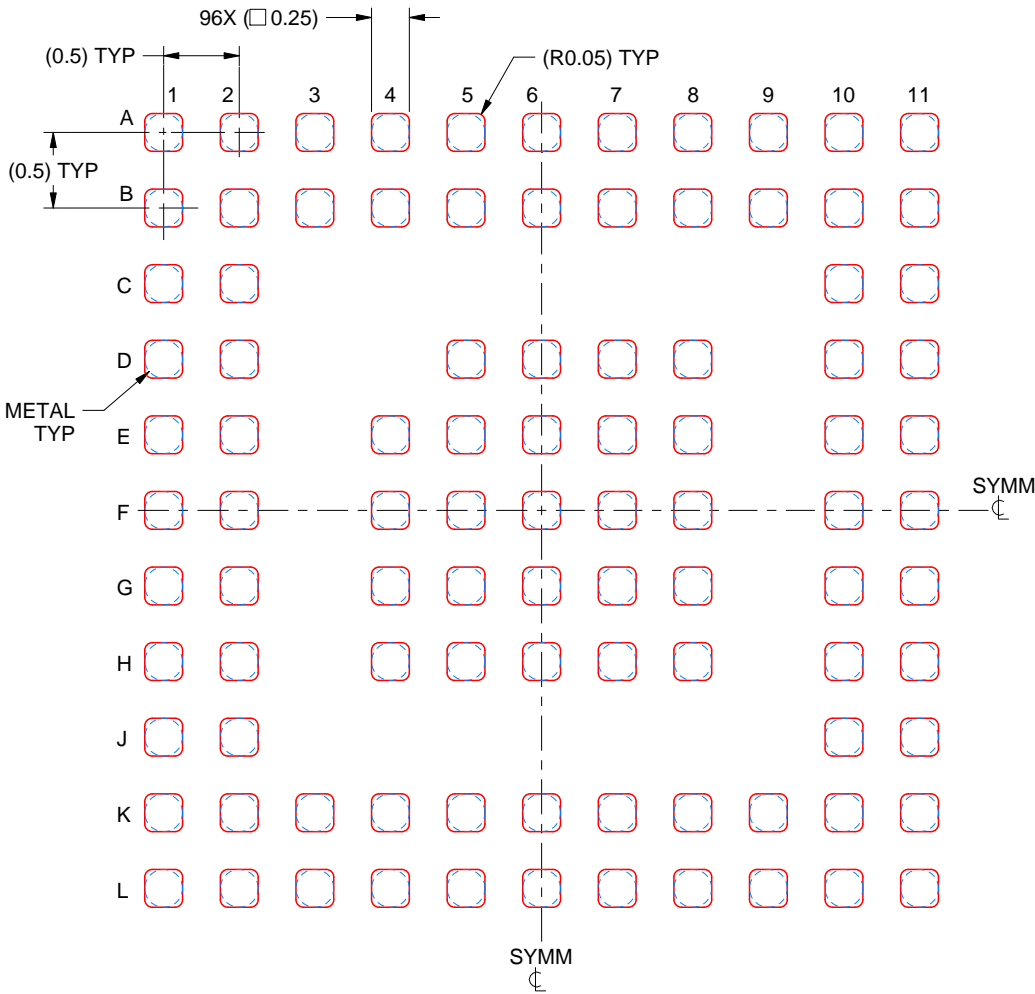 96X (□ 0.25)
(0.5) TYP
(R0.05) TYP
1 2 3 4 5 6 7 8 9 10 11
A
(0.5) TYP
B
C
D
METAL
TYP
E
F
SYMM
℄
G
H
J
K
L
SYMM
℄